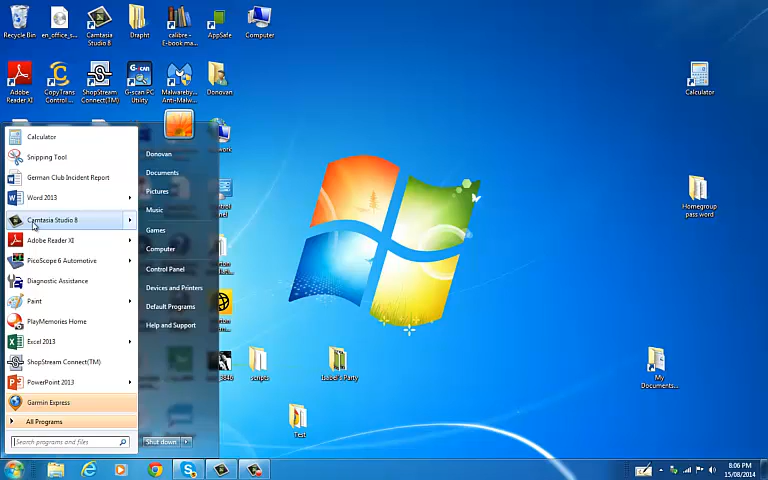 Recycle Bin
en_office_s...
Camtasia Studio 8
Drapht
calibre - E-book ma...
AppSafe
Computer
Adobe Reader XI
CopyTrans Control ...
ShopStream Connect(TM)
G-scan PC Utility
Malwareby... Anti-Malw...
Donovan
Calculator
Calculator
Snipping Tool
German Club Incident Report
Word 2013
Camtasia Studio 8
Adobe Reader XI
PicoScope 6 Automotive
Diagnostic Assistance
Paint
PlayMemories Home
Excel 2013
ShopStream Connect(TM)
PowerPoint 2013
Garmin Express
All Programs
Search programs and files
Donovan
Documents
Pictures
Music
Games
Computer
Control Panel
Devices and Printers
Default Programs
Help and Support
Shut down
Homegroup pass word
scripts
Test
My Documents...
8:06 PM
15/08/2014